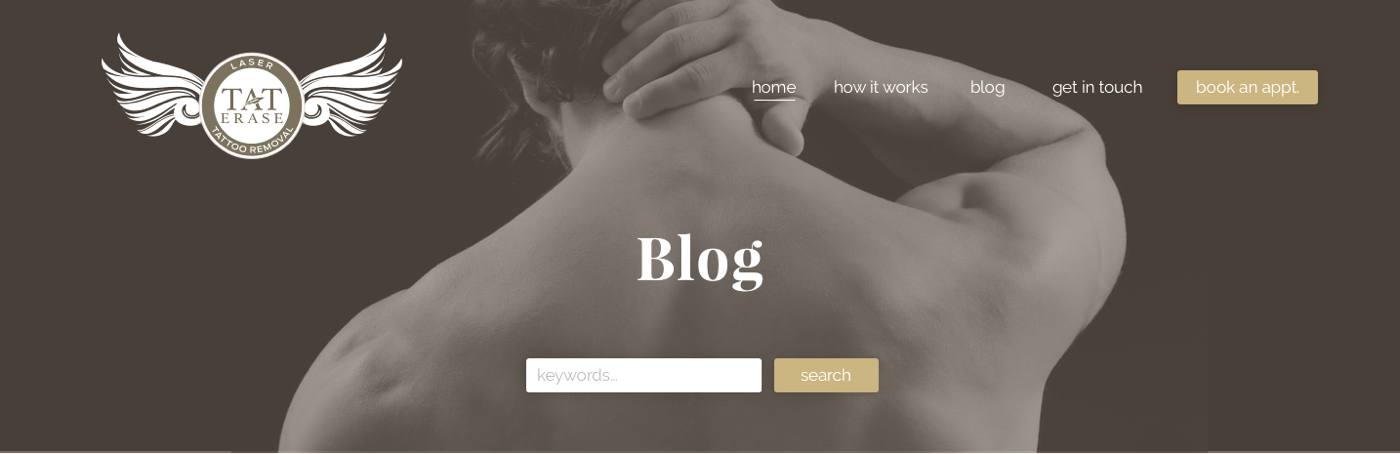 LASER
TAT
ERASE
TATTOO REMOVAL
home
how it works
blog
get in touch
book an appt.
Blog
keywords...
search